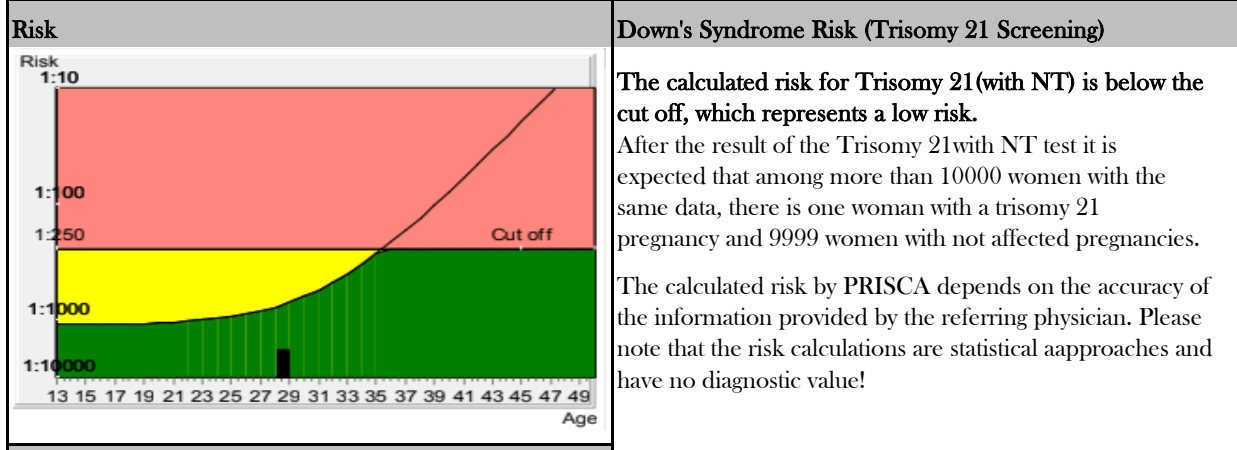 Risk
Risk
1:10
1:100
1:250
Cut off
1:1000
1:10000
13 15 17 19 21 23 25 27 29 31 33 35 37 39 41 43 45 47 49
Age
Down's Syndrome Risk (Trisomy 21 Screening)
The calculated risk for Trisomy 21(with NT) is below the
cut off, which represents a low risk.
After the result of the Trisomy 21with NT test it is
expected that among more than 10000 women with the
same data, there is one woman with a trisomy 21
pregnancy and 9999 women with not affected pregnancies.
The calculated risk by PRISCA depends on the accuracy of
the information provided by the referring physician. Please
note that the risk calculations are statistical aapproaches and
have no diagnostic value!